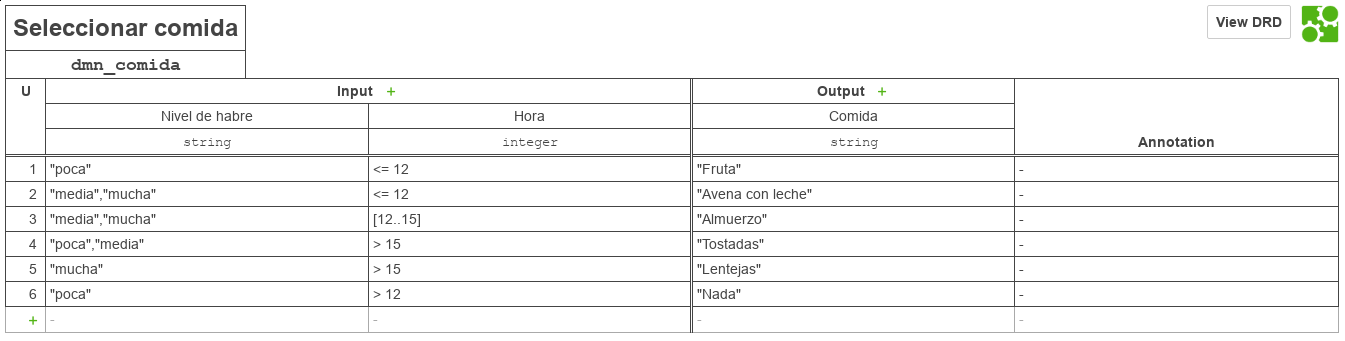 Seleccionar comida
View DRD
dmn_comida
U Input + Output +
Nivel de habre Hora Comida
string integer string Annotation
1 "poca" <= 12 "Fruta" -
2 "media","mucha" <= 12 "Avena con leche" -
3 "media","mucha" [12..15] "Almuerzo" -
4 "poca","media" > 15 "Tostadas" -
5 "mucha" > 15 "Lentejas" -
6 "poca" > 12 "Nada" -
+ - - - -